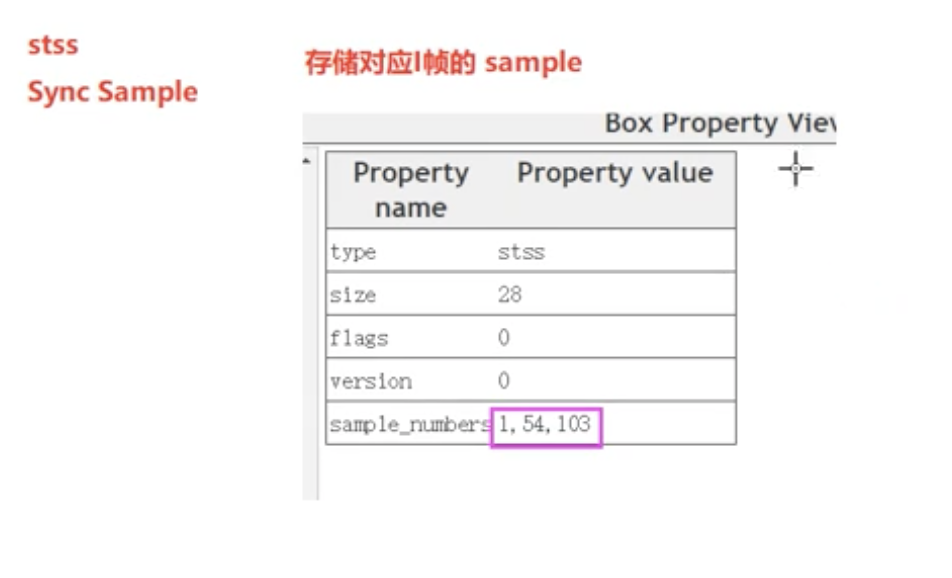 stss
Sync Sample
存储对应I帧的 sample
Box Property View
Property name Property value
type stss
size 28
flags 0
version 0
sample_numbers 1,54,103